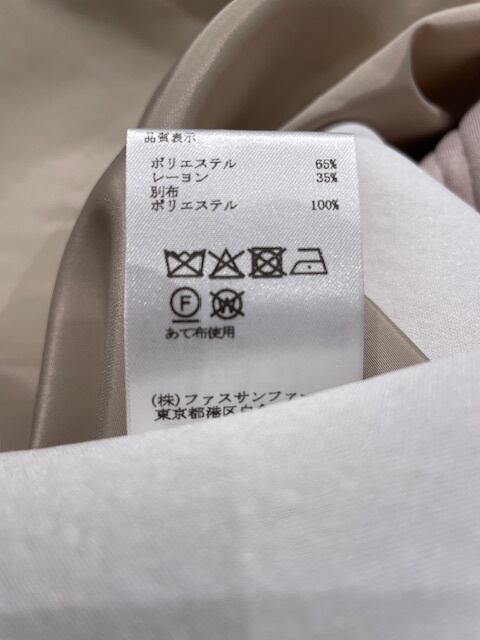 品質表示
ポリエステル 65%
レーヨン 35%
別布
ポリエステル 100%
F W
あて布使用
(株)ファスサンファー
東京都港区白金